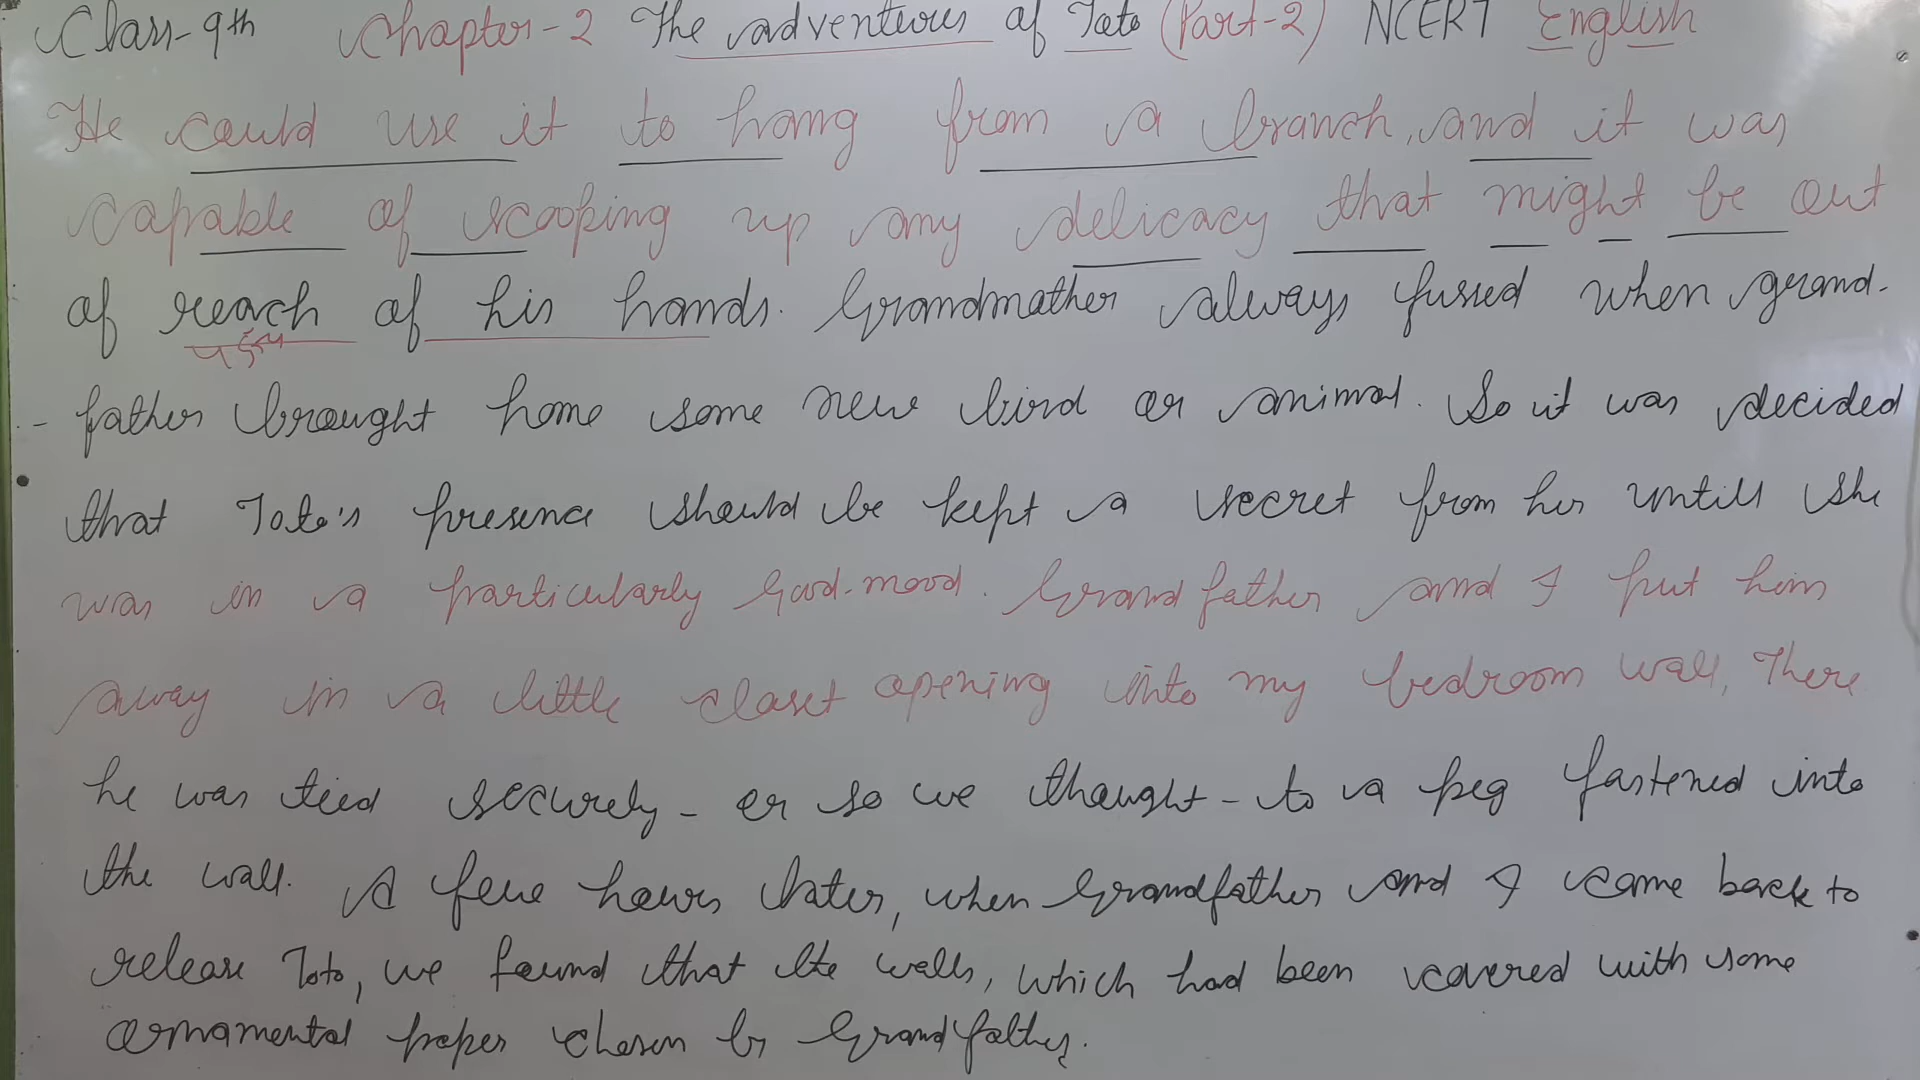 Class-9th Chapter-2 The adventures of Toto (Part-2) NCERT English
He could use it to hang from a branch, and it was
capable of scooping up any delicacy that might be out
of reach of his hands. Grandmother always fussed when grand-
- father brought home some new bird or animal. So it was decided
that Toto's presence should be kept a secret from her untill she
was in a particularly Good-mood. Grandfather and I put him
away in a little closet opening into my bedroom wall, There
he was tied securely - or so we thought - to a peg fastened into
the wall. A few hours later, when Grandfather and I came back to
release Toto, we found that the walls, which had been covered with some
ornamental paper chosen by Grandfather.